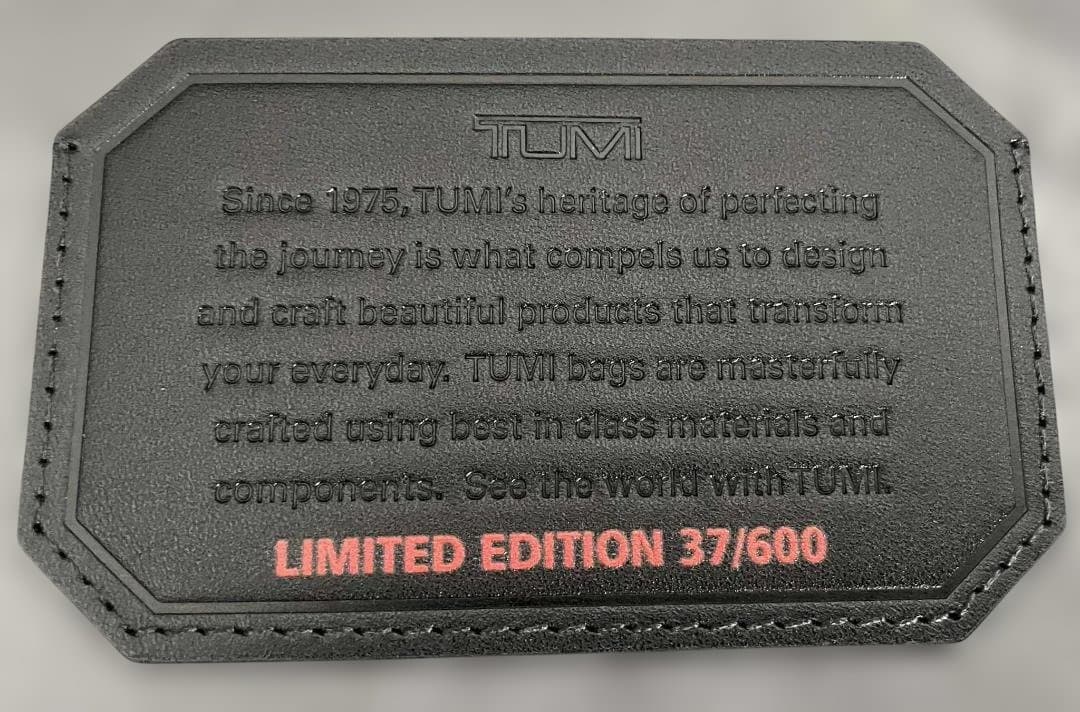 TUMI
Since 1975, TUMI's heritage of perfecting
the journey is what compels us to design
and craft beautiful products that transform
your everyday. TUMI bags are masterfully
crafted using best in class materials and
components. See the world with TUMI.
LIMITED EDITION 37/600